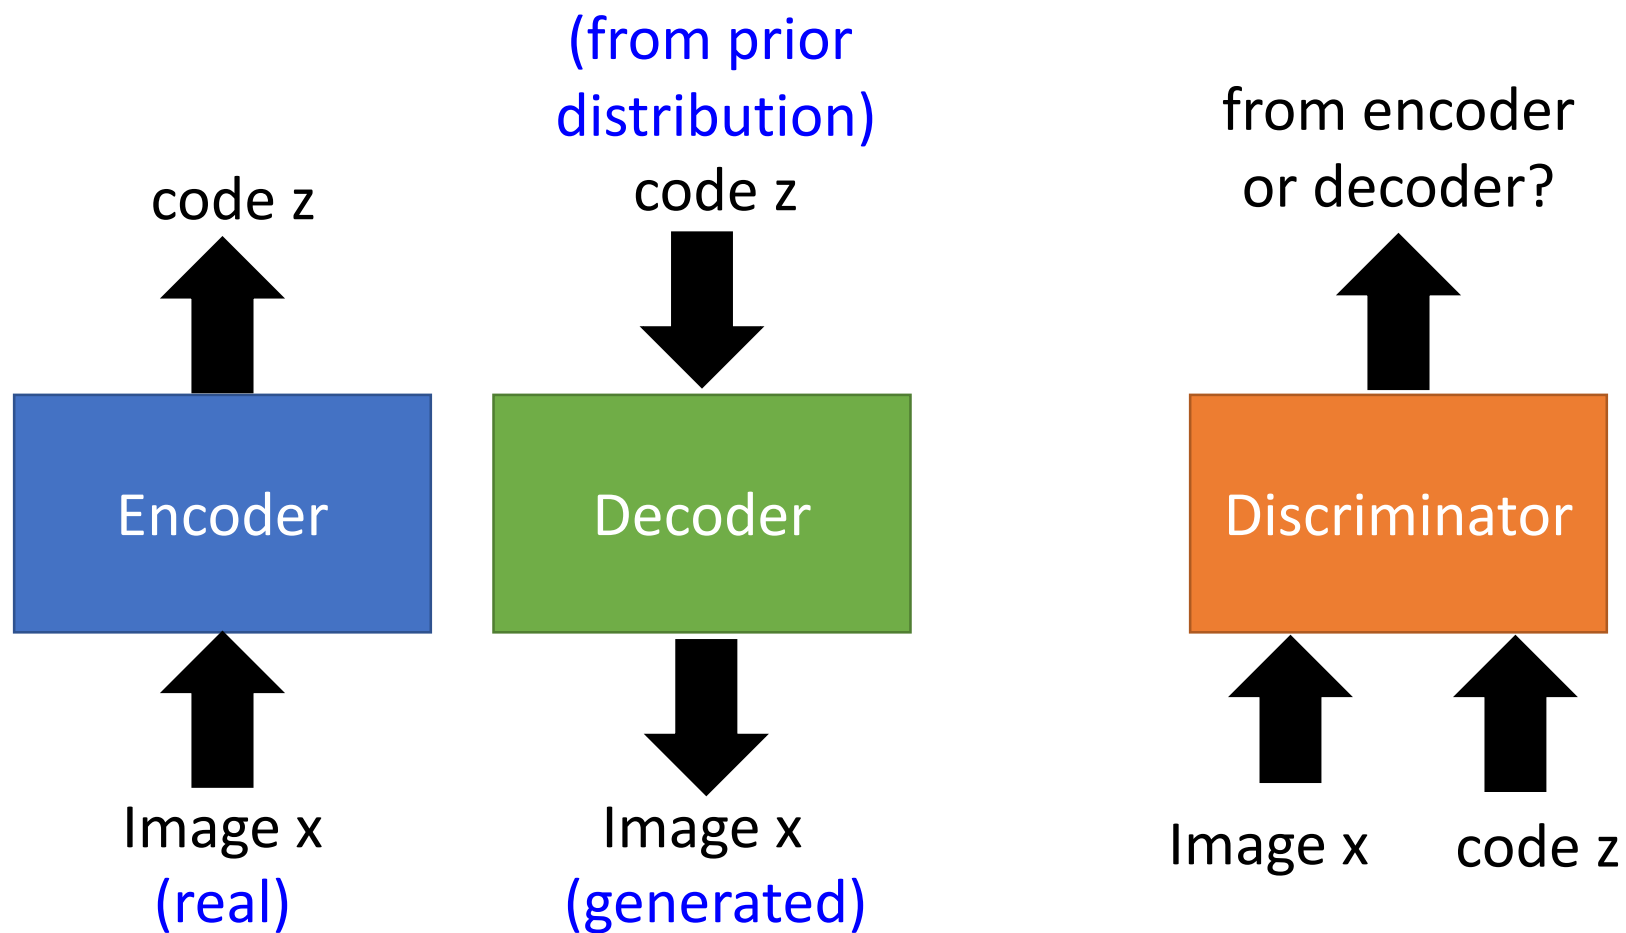 code z
Encoder
Image x
(real)
(from prior
distribution)
code z
Decoder
Image x
(generated)
from encoder
or decoder?
Discriminator
Image x
code z